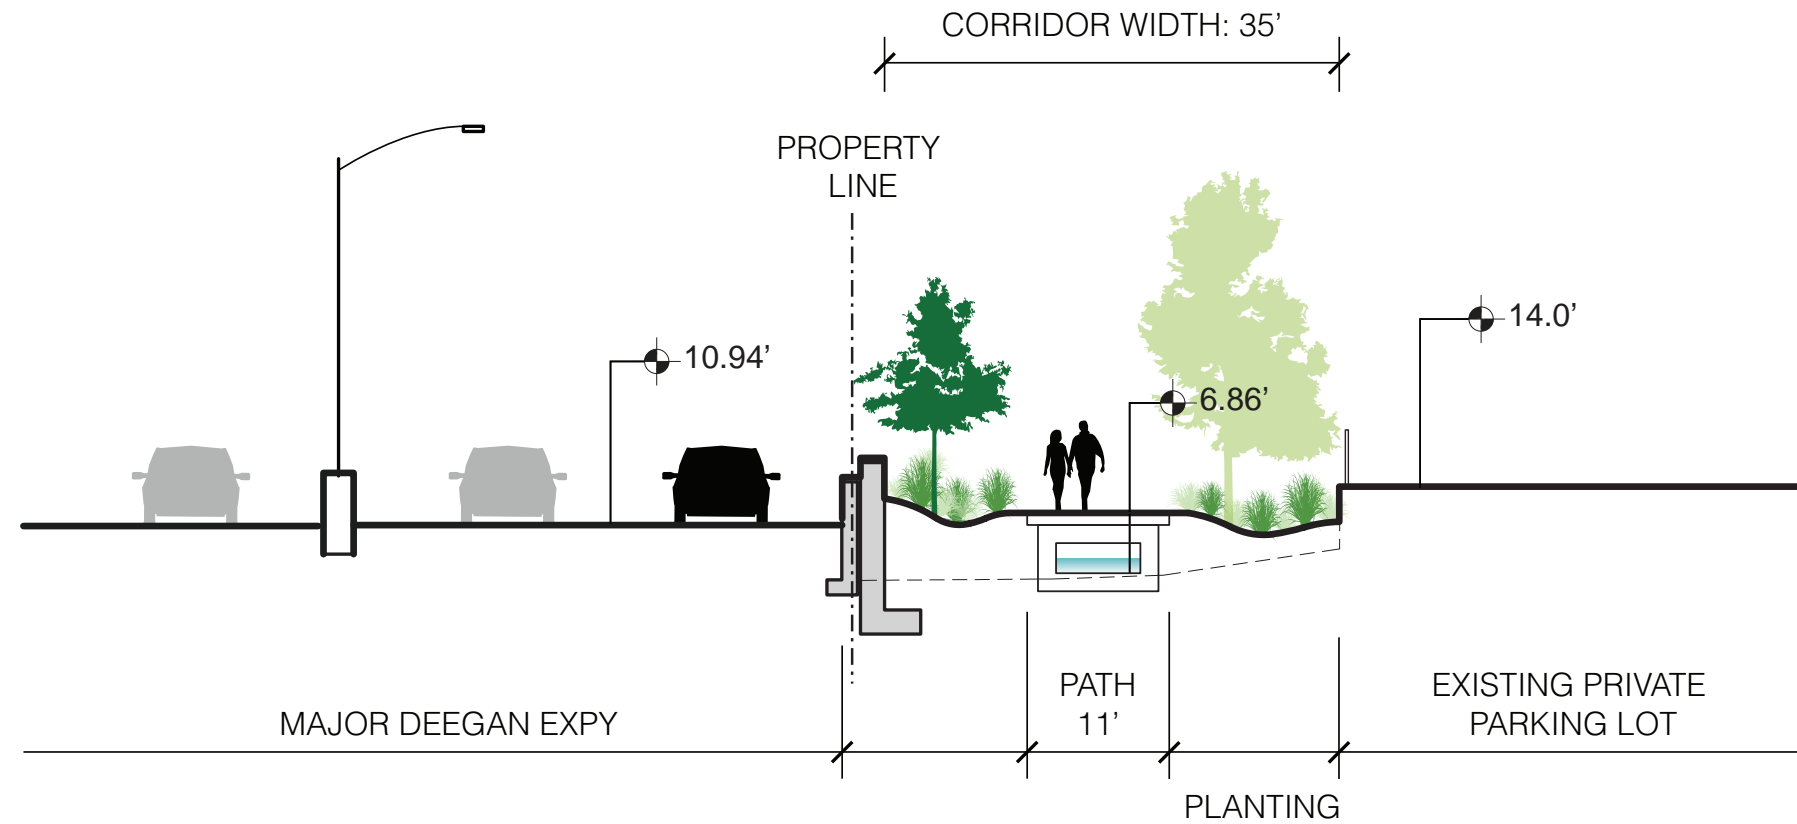 CORRIDOR WIDTH: 35’
PROPERTY
LINE
10.94’
14.0’
6.86’
MAJOR DEEGAN EXPY
PATH
11’
EXISTING PRIVATE
PARKING LOT
PLANTING